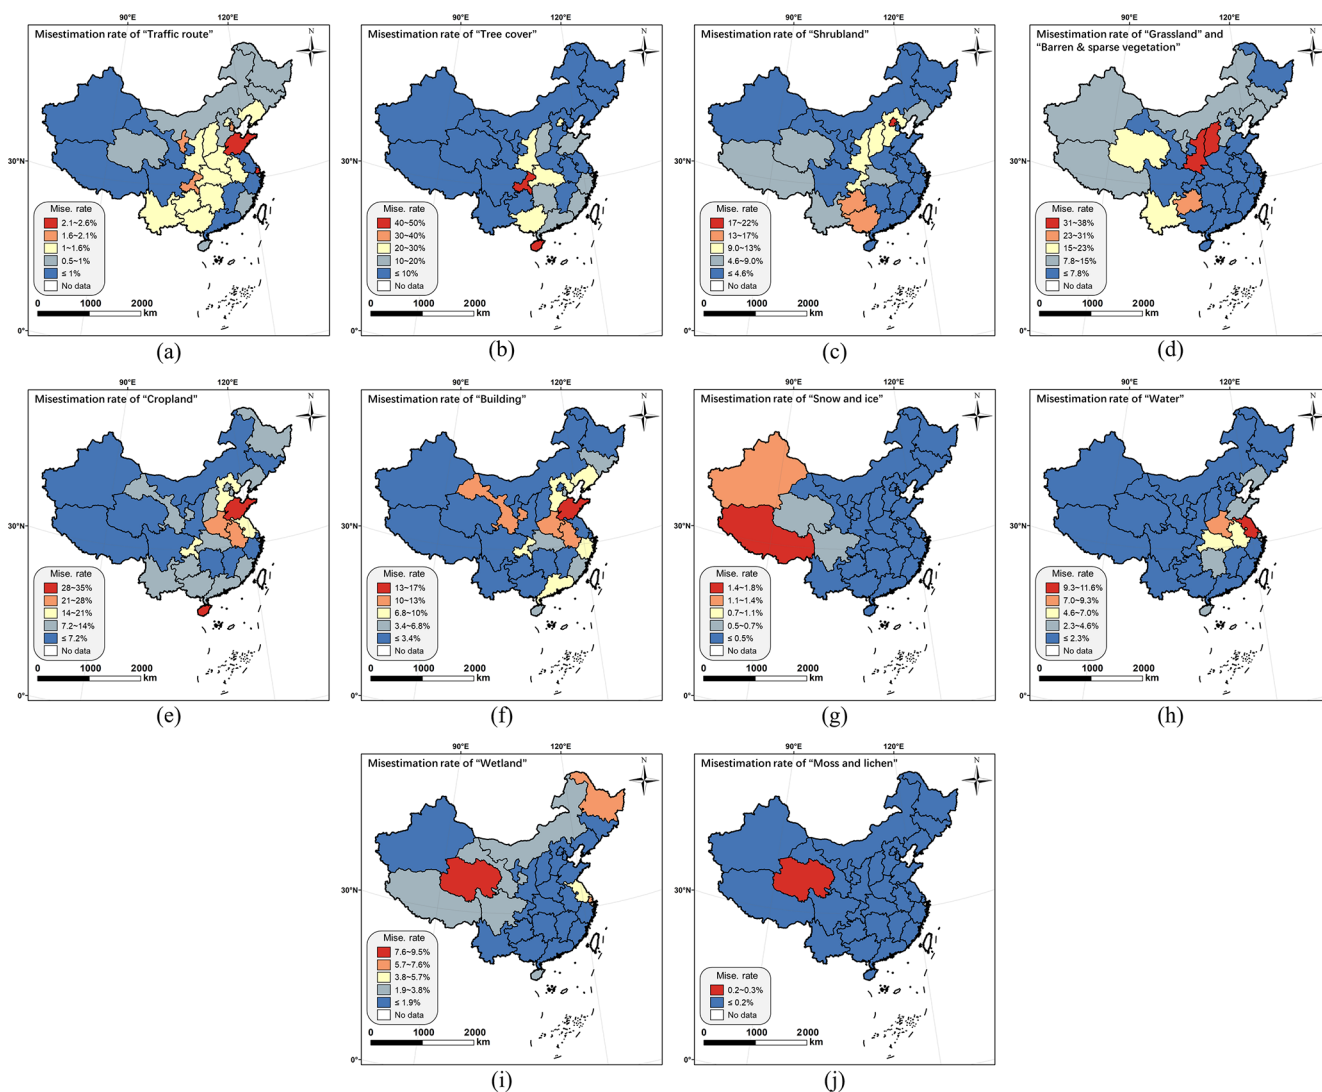 90°E 120°E
Misestimation rate of “Traffic route”
N
30°N
Mise. rate
2.1~2.6%
1.6~2.1%
1~1.6%
0.5~1%
≤ 1%
No data
0 1000 2000
km
0°
(a)
90°E 120°E
Misestimation rate of “Tree cover”
N
30°N
Mise. rate
40~50%
30~40%
20~30%
10~20%
≤ 10%
No data
0 1000 2000
km
0°
(b)
90°E 120°E
Misestimation rate of “Shrubland”
N
30°N
Mise. rate
17~22%
13~17%
9.0~13%
4.6~9.0%
≤ 4.6%
No data
0 1000 2000
km
0°
(c)
90°E 120°E
Misestimation rate of “Grassland” and
“Barren & sparse vegetation”
N
30°N
Mise. rate
31~38%
23~31%
15~23%
7.8~15%
≤ 7.8%
No data
0 1000 2000
km
0°
(d)
90°E 120°E
Misestimation rate of “Cropland”
N
30°N
Mise. rate
28~35%
21~28%
14~21%
7.2~14%
≤ 7.2%
No data
0 1000 2000
km
0°
(e)
90°E 120°E
Misestimation rate of “Building”
N
30°N
Mise. rate
13~17%
10~13%
6.8~10%
3.4~6.8%
≤ 3.4%
No data
0 1000 2000
km
0°
(f)
90°E 120°E
Misestimation rate of “Snow and ice”
N
30°N
Mise. rate
1.4~1.8%
1.1~1.4%
0.7~1.1%
0.5~0.7%
≤ 0.5%
No data
0 1000 2000
km
0°
(g)
90°E 120°E
Misestimation rate of “Water”
N
30°N
Mise. rate
9.3~11.6%
7.0~9.3%
4.6~7.0%
2.3~4.6%
≤ 2.3%
No data
0 1000 2000
km
0°
(h)
90°E 120°E
Misestimation rate of “Wetland”
N
30°N
Mise. rate
7.6~9.5%
5.7~7.6%
3.8~5.7%
1.9~3.8%
≤ 1.9%
No data
0 1000 2000
km
0°
(i)
90°E 120°E
Misestimation rate of “Moss and lichen”
N
30°N
Mise. rate
0.2~0.3%
≤ 0.2%
No data
0 1000 2000
km
0°
(j)